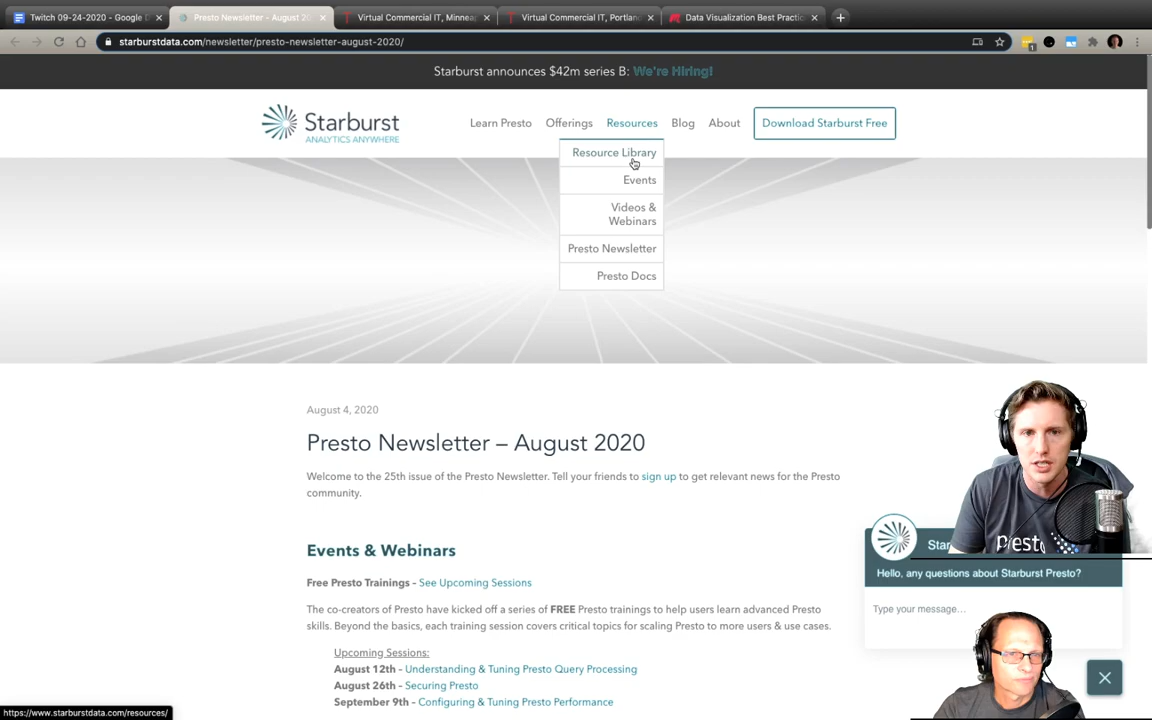 Twitch 09-24-2020 - Google D
Presto Newsletter – August 20
Virtual Commercial IT, Minnea
Virtual Commercial IT, Portlan
Data Visualization Best Practic
starburstdata.com/newsletter/presto-newsletter-august-2020/
Starburst announces $42m series B: We're Hiring!
Starburst
ANALYTICS ANYWHERE
Learn Presto Offerings Resources Blog About Download Starburst Free
Resource Library
Events
Videos &
Webinars
Presto Newsletter
Presto Docs
August 4, 2020
Presto Newsletter – August 2020
Welcome to the 25th issue of the Presto Newsletter. Tell your friends to sign up to get relevant news for the Presto
community.
Events & Webinars
Free Presto Trainings – See Upcoming Sessions
The co-creators of Presto have kicked off a series of FREE Presto trainings to help users learn advanced Presto
skills. Beyond the basics, each training session covers critical topics for scaling Presto to more users & use cases.
Upcoming Sessions:
August 12th – Understanding & Tuning Presto Query Processing
August 26th – Securing Presto
September 9th – Configuring & Tuning Presto Performance
presto
Star
Hello, any questions about Starburst Presto?
Type your message...
https://www.starburstdata.com/resources/